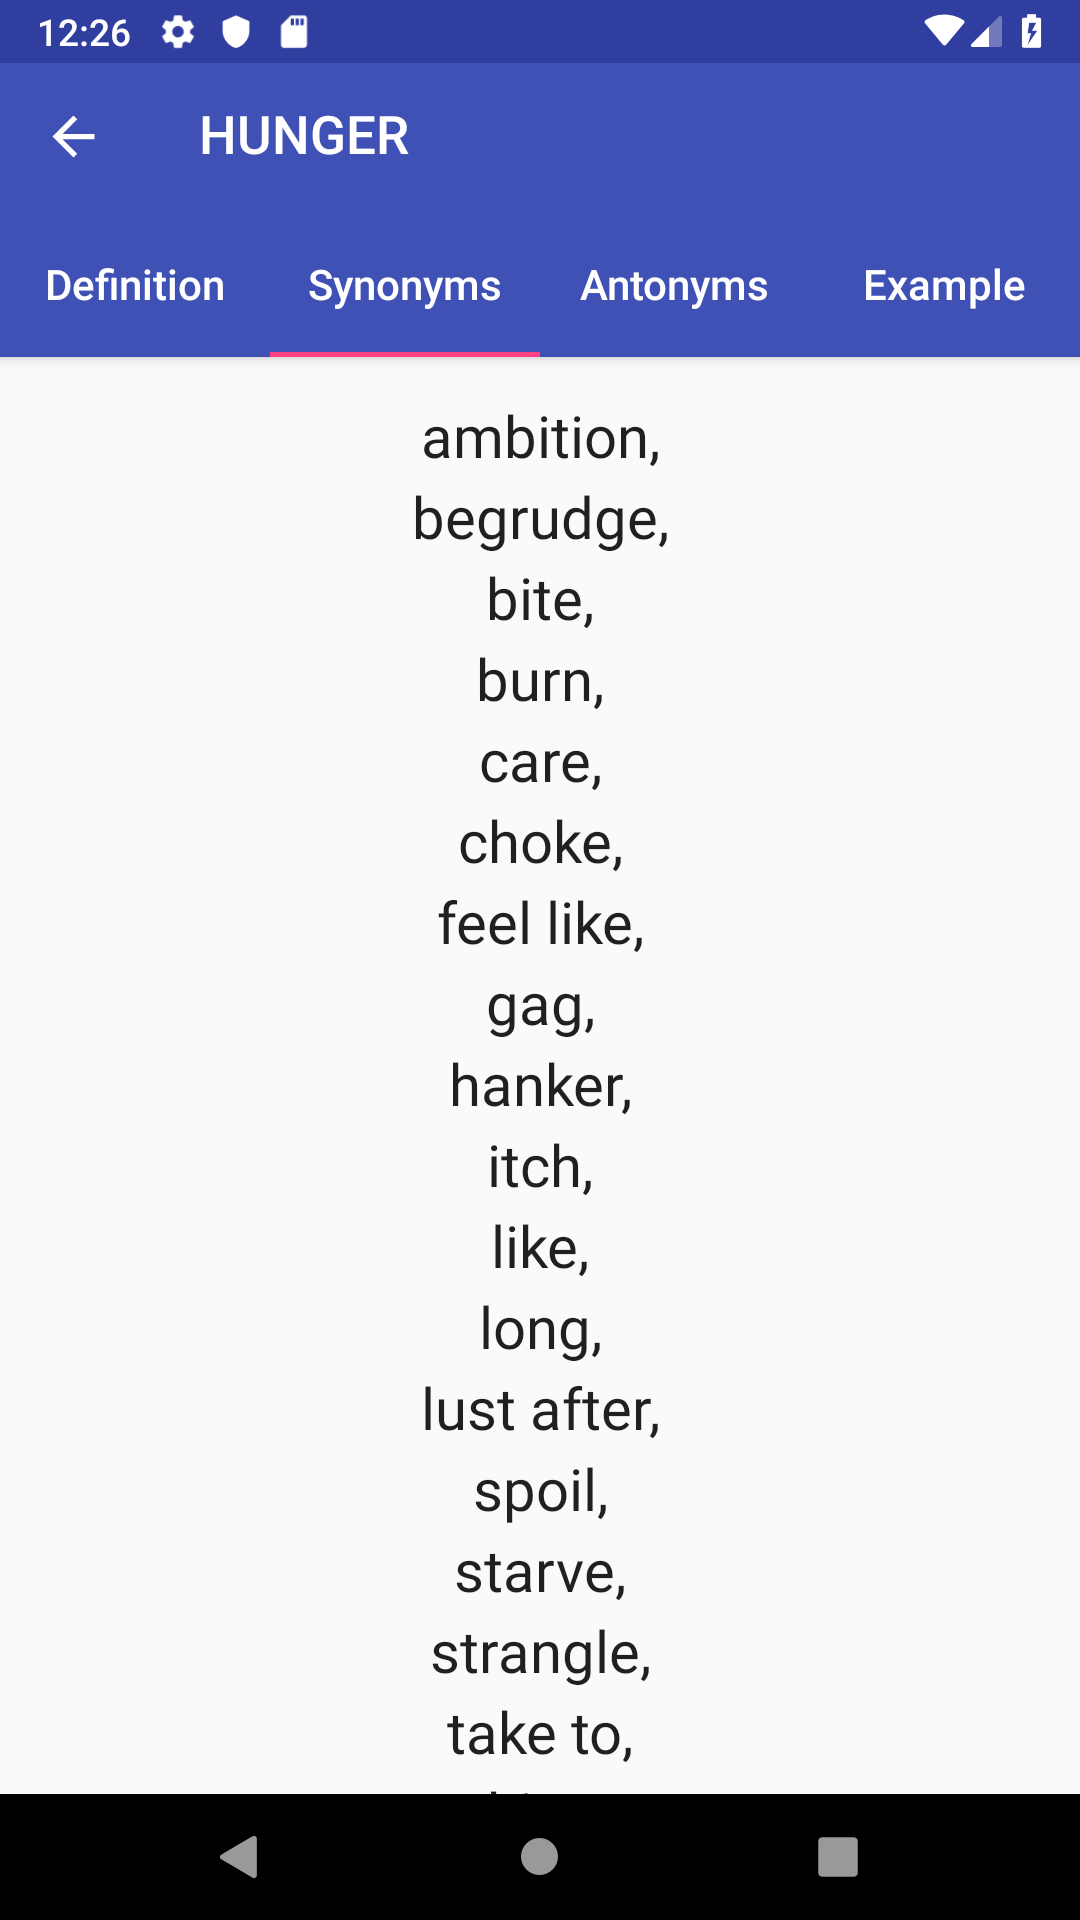 12:26
HUNGER
Definition Synonyms Antonyms Example
ambition,
begrudge,
bite,
burn,
care,
choke,
feel like,
gag,
hanker,
itch,
like,
long,
lust after,
spoil,
starve,
strangle,
take to,